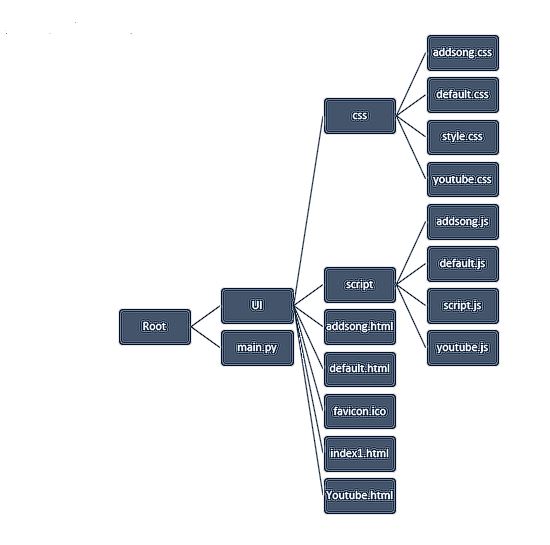 Root
UI
main.py
css
script
addsong.html
default.html
favicon.ico
index1.html
Youtube.html
addsong.css
default.css
style.css
youtube.css
addsong.js
default.js
script.js
youtube.js